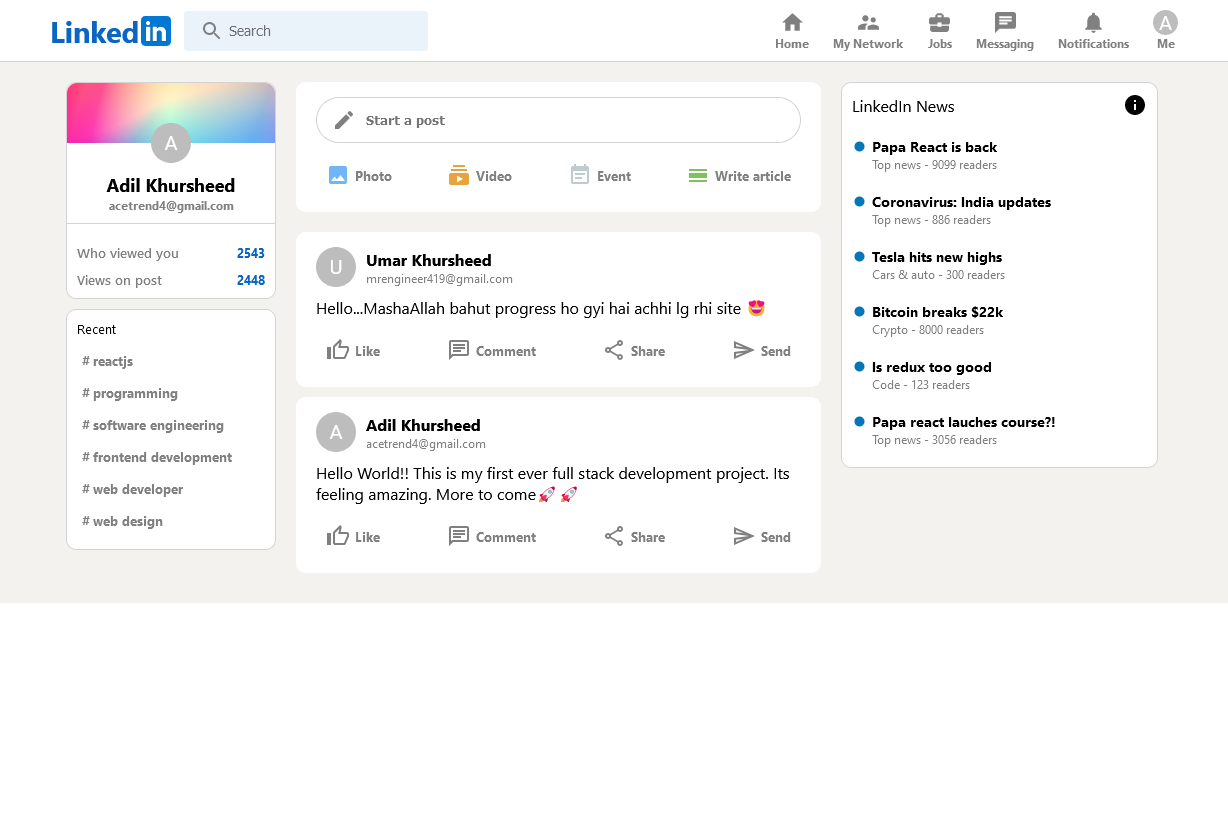 Linkedin
Search
Home
My Network
Jobs
Messaging
Notifications
A
Me
A
Adil Khursheed
acetrend4@gmail.com
Who viewed you 2543
Views on post 2448
Recent
# reactjs
# programming
# software engineering
# frontend development
# web developer
# web design
Start a post
Photo
Video
Event
Write article
U
Umar Khursheed
mrengineer419@gmail.com
Hello...MashaAllah bahut progress ho gyi hai achhi lg rhi site 😍
Like
Comment
Share
Send
A
Adil Khursheed
acetrend4@gmail.com
Hello World!! This is my first ever full stack development project. Its
feeling amazing. More to come🚀 🚀
Like
Comment
Share
Send
LinkedIn News
Papa React is back
Top news - 9099 readers
Coronavirus: India updates
Top news - 886 readers
Tesla hits new highs
Cars & auto - 300 readers
Bitcoin breaks $22k
Crypto - 8000 readers
Is redux too good
Code - 123 readers
Papa react lauches course?!
Top news - 3056 readers